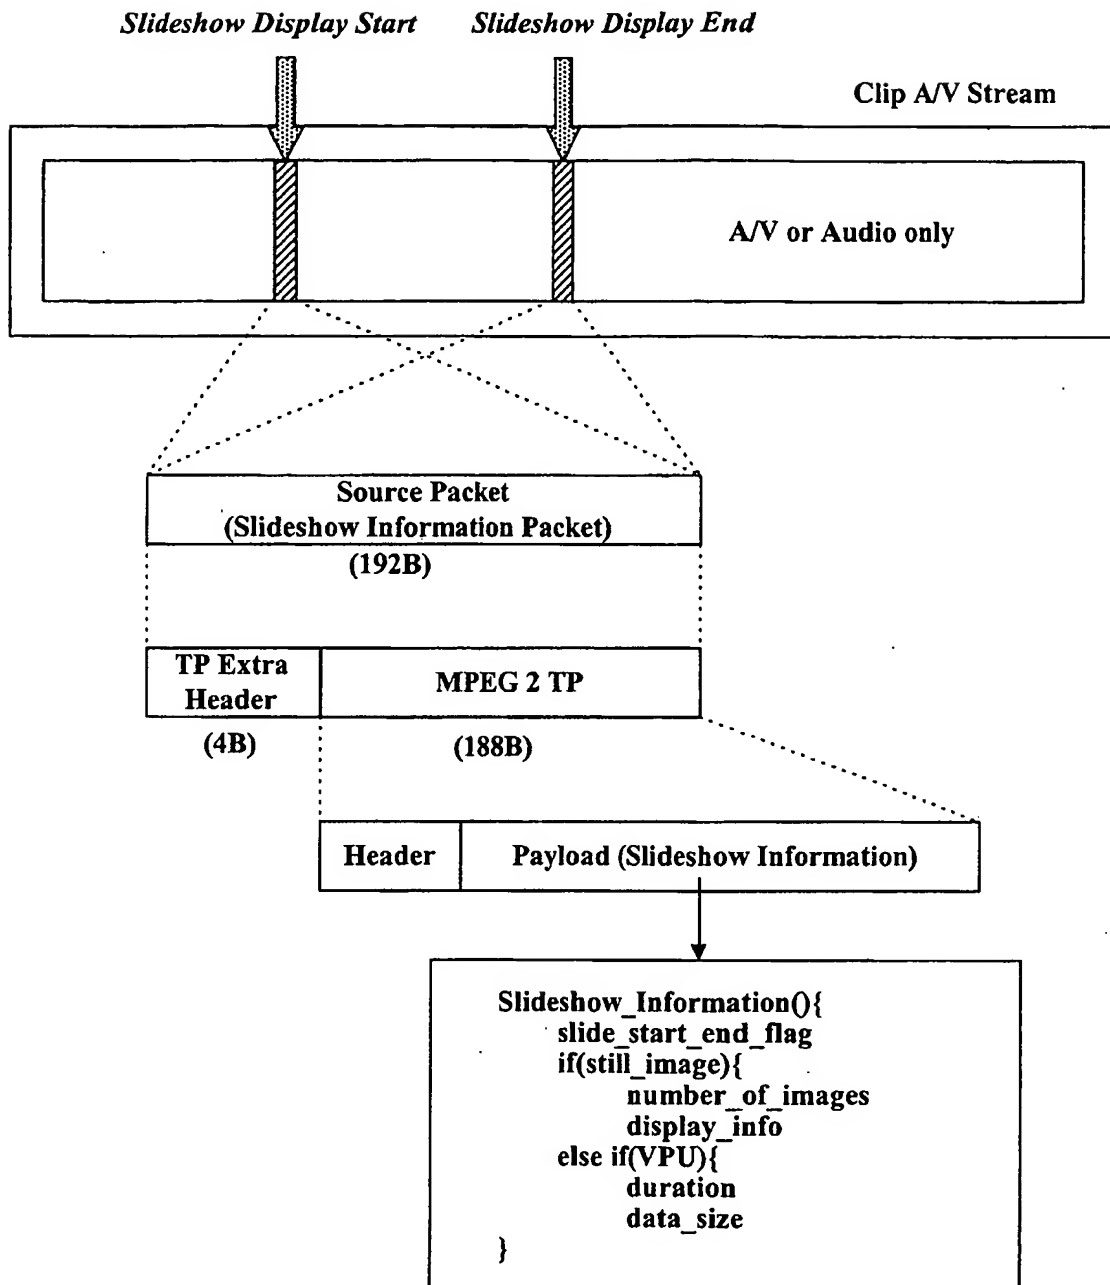 Slideshow Display Start
Slideshow Display End
Clip A/V Stream
A/V or Audio only
Source Packet
(Slideshow Information Packet)
(192B)
TP Extra
Header
MPEG 2 TP
(4B)
(188B)
Header
Payload (Slideshow Information)
Slideshow_Information(){
slide_start_end_flag
if(still_image){
number_of_images
display_info
else if(VPU){
duration
data_size
}